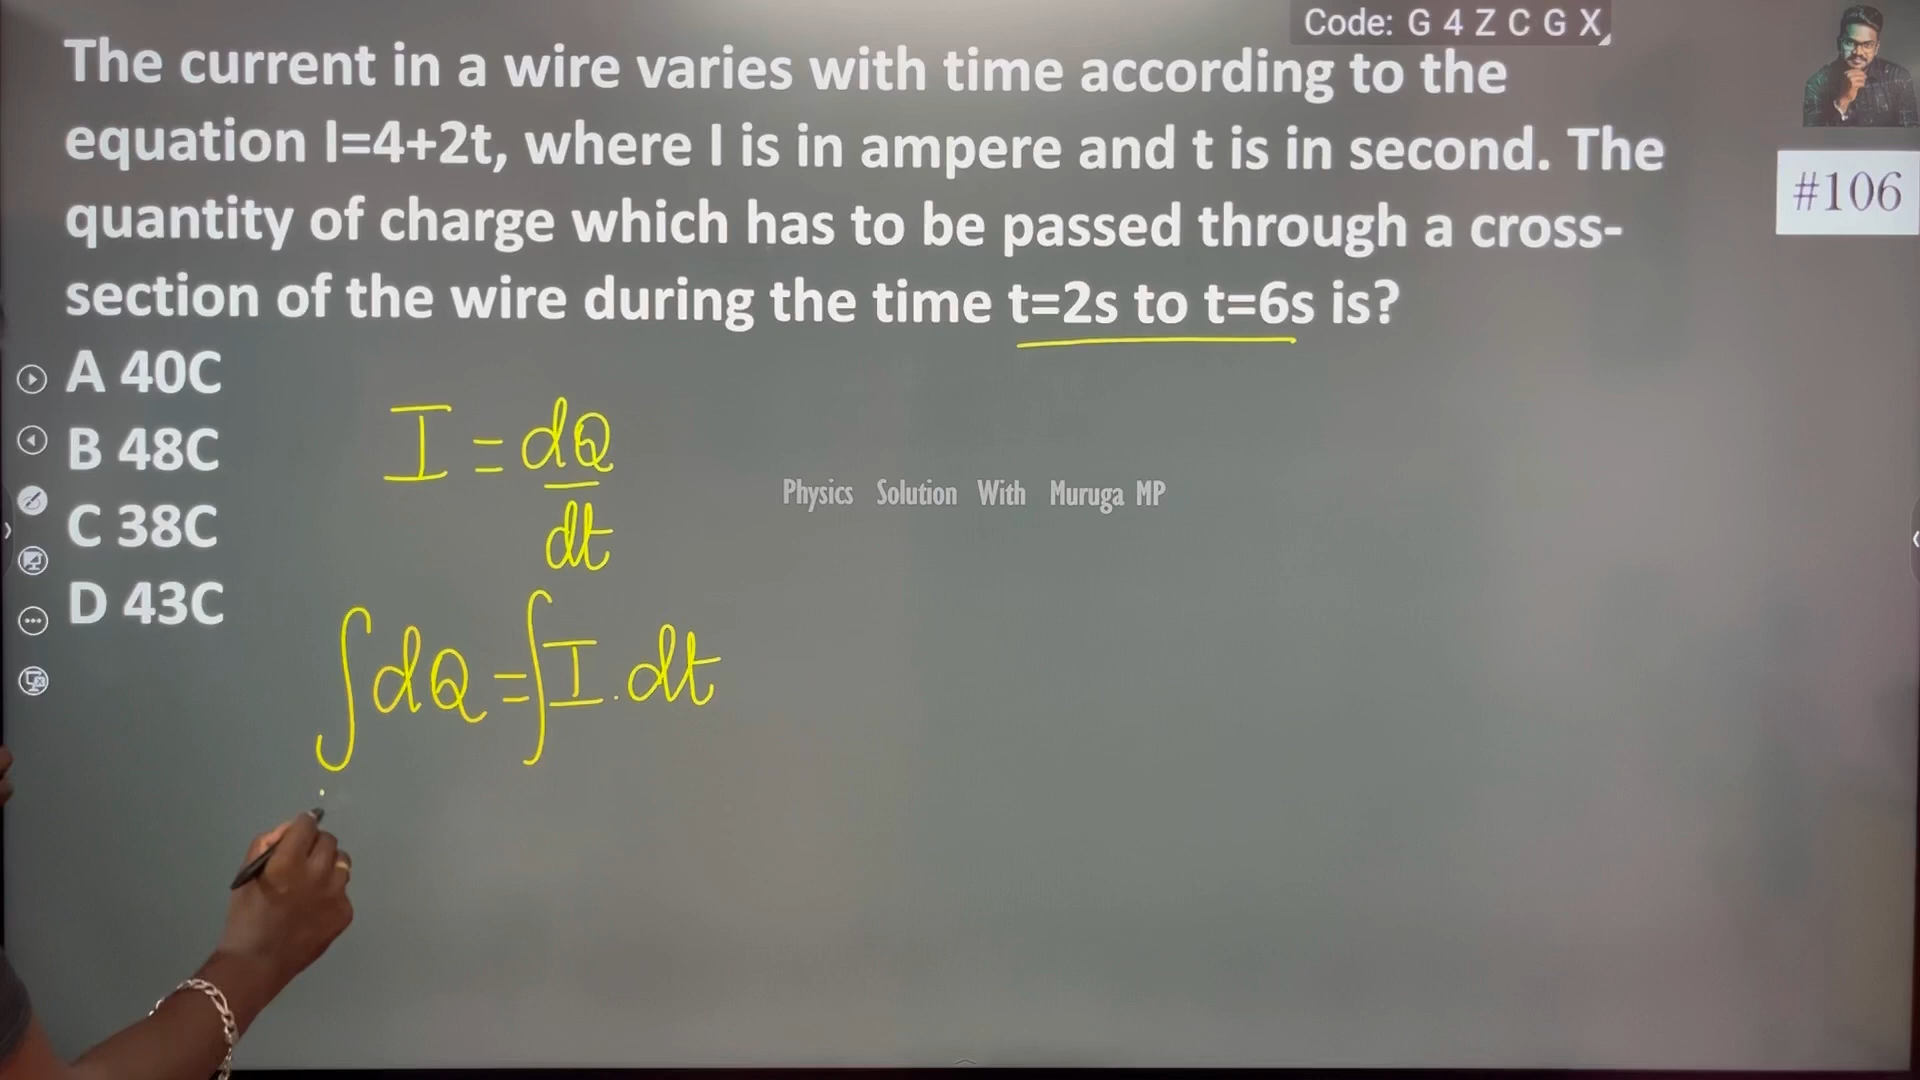 Code: G 4 Z C G X
The current in a wire varies with time according to the
equation I=4+2t, where I is in ampere and t is in second. The
#106
quantity of charge which has to be passed through a cross-
section of the wire during the time t=2s to t=6s is?
A 40C
B 48C
C 38C
D 43C
I = dQ
dt
Physics Solution With Muruga MP
∫dQ = ∫I.dt